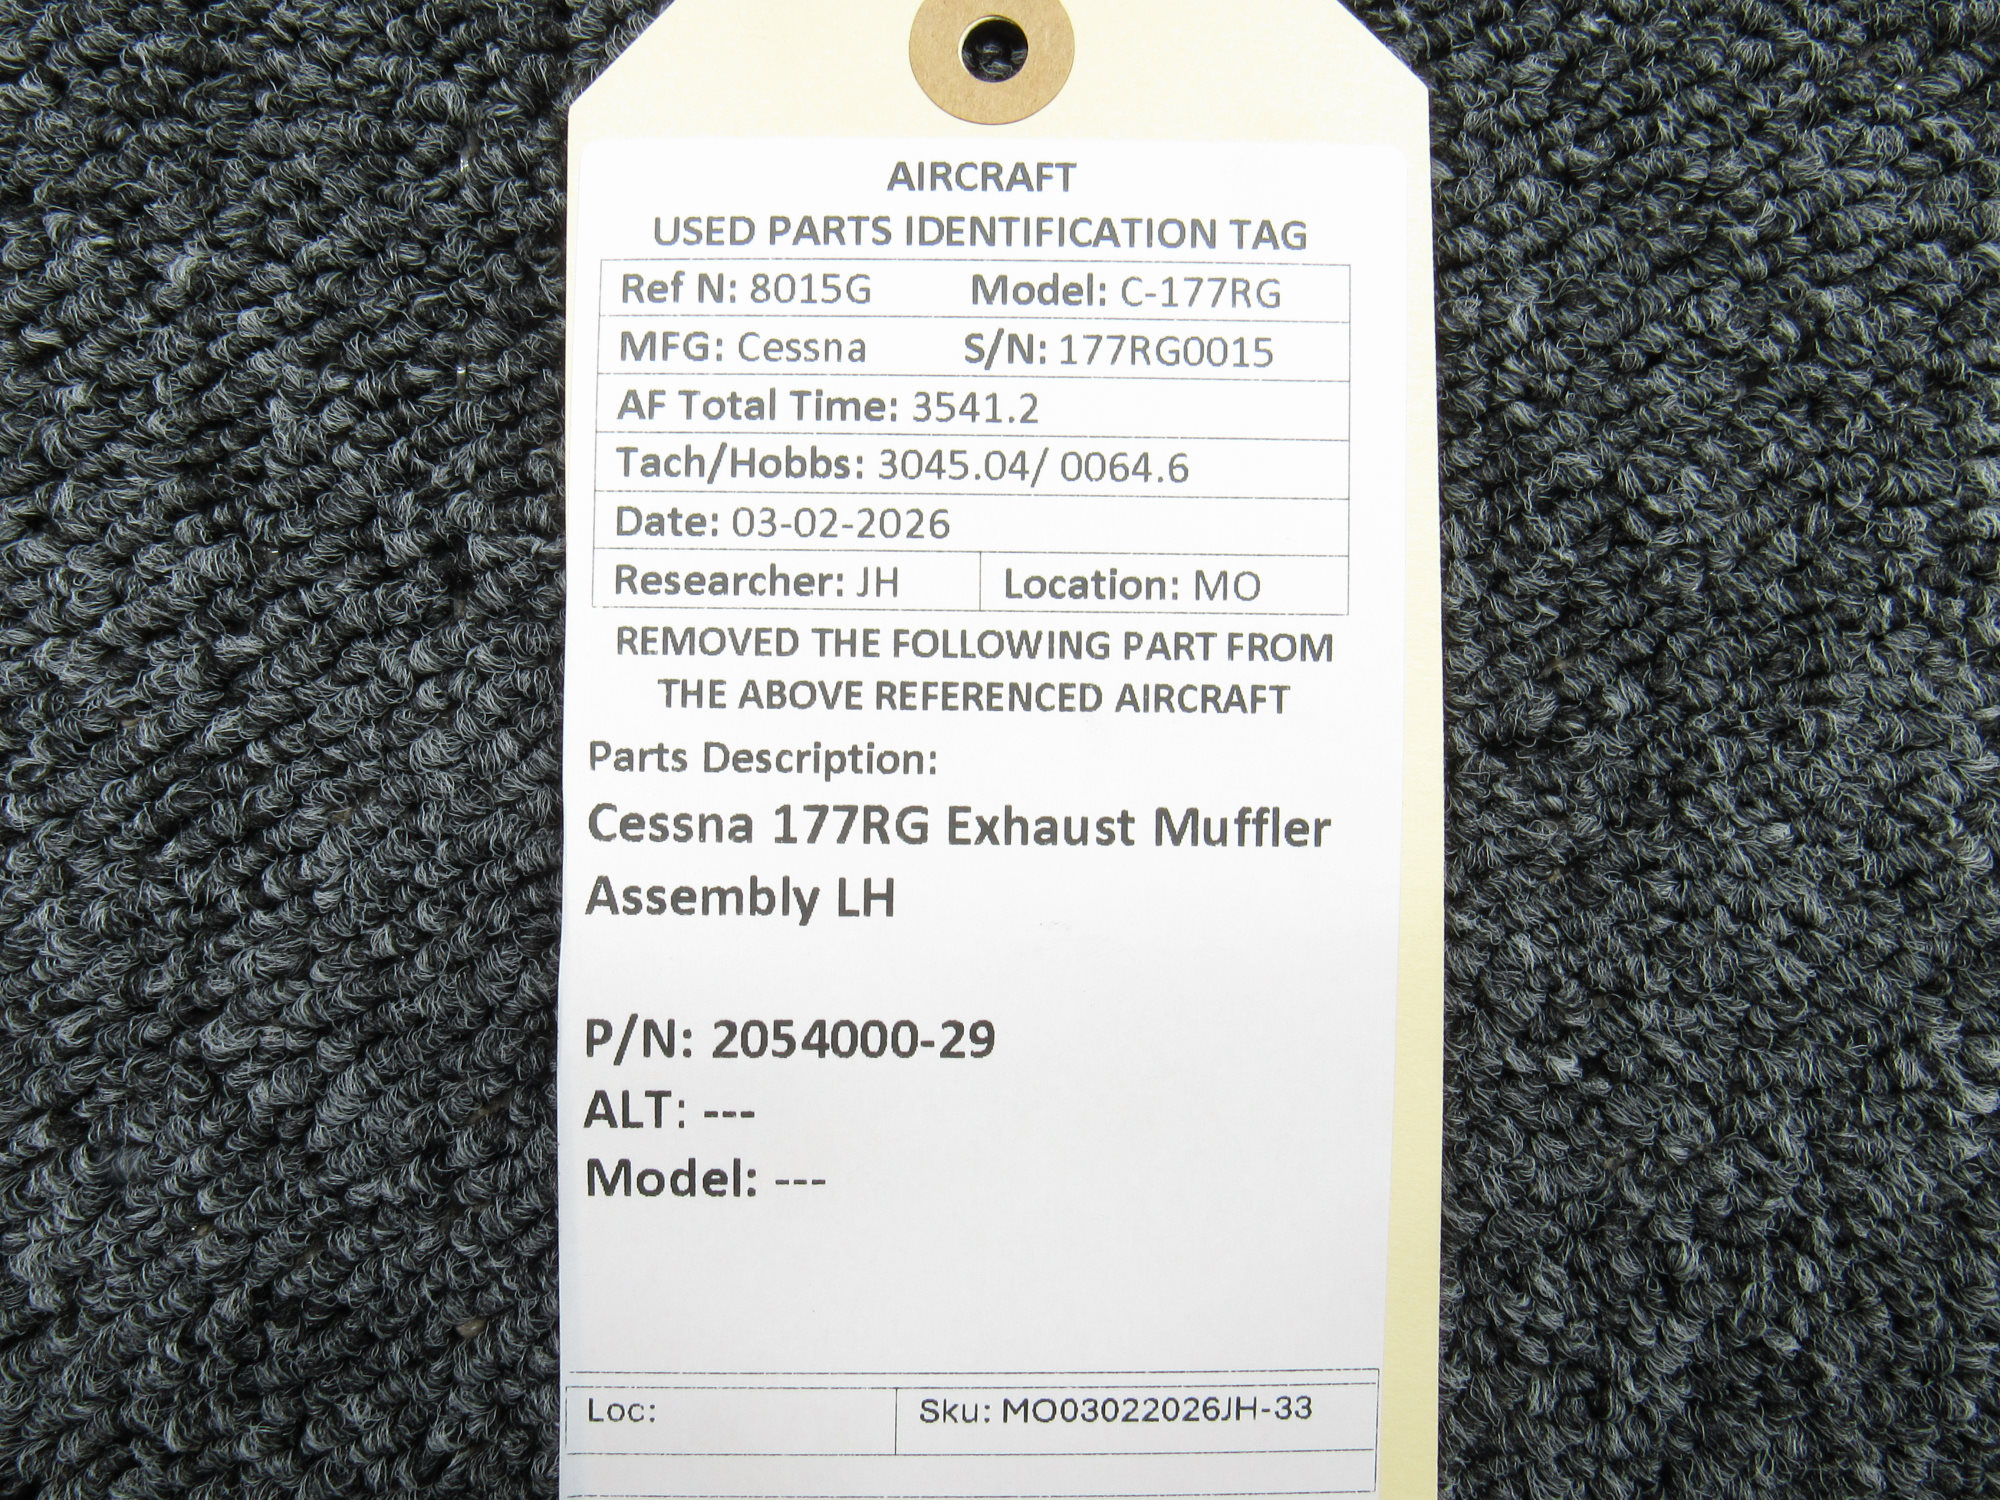 AIRCRAFT
USED PARTS IDENTIFICATION TAG
Ref N: 8015G Model: C-177RG
MFG: Cessna S/N: 177RG0015
AF Total Time: 3541.2
Tach/Hobbs: 3045.04/ 0064.6
Date: 03-02-2026
Researcher: JH Location: MO
REMOVED THE FOLLOWING PART FROM
THE ABOVE REFERENCED AIRCRAFT
Parts Description:
Cessna 177RG Exhaust Muffler
Assembly LH
P/N: 2054000-29
ALT: ---
Model: ---
Loc: Sku: MO03022026JH-33